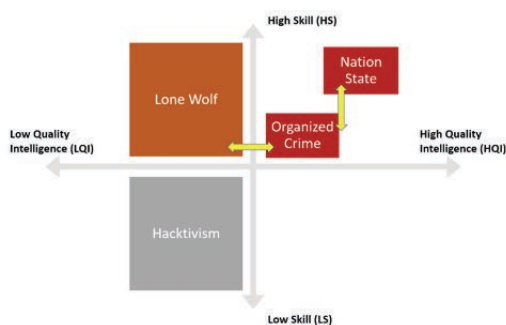 High Skill (HS)
Nation
State
Lone Wolf
Organized
Crime
Low Quality
Intelligence (LQI)
High Quality
Intelligence (HQI)
Hacktivism
Low Skill (LS)